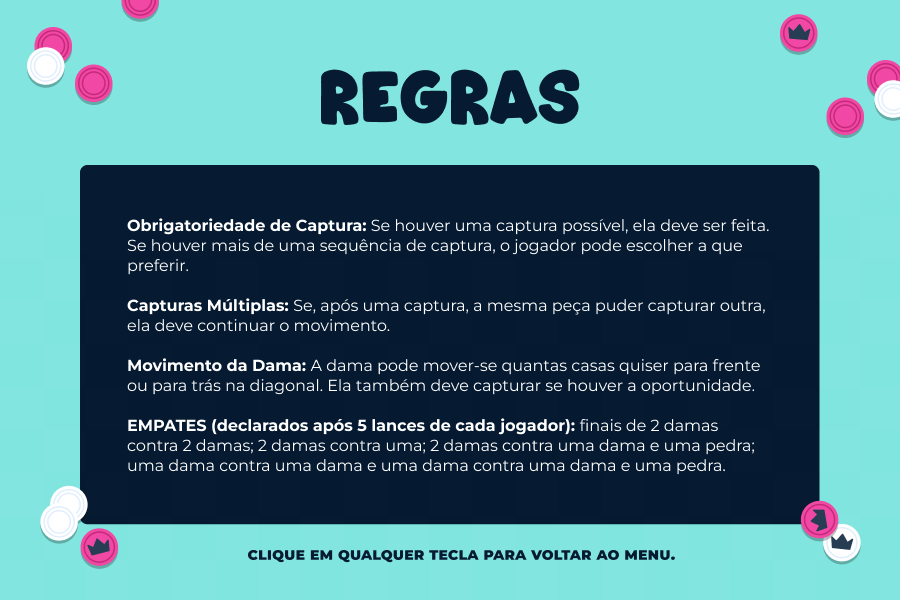 REGRAS
Obrigatoriedade de Captura: Se houver uma captura possível, ela deve ser feita.
Se houver mais de uma sequência de captura, o jogador pode escolher a que
preferir.
Capturas Múltiplas: Se, após uma captura, a mesma peça puder capturar outra,
ela deve continuar o movimento.
Movimento da Dama: A dama pode mover-se quantas casas quiser para frente
ou para trás na diagonal. Ela também deve capturar se houver a oportunidade.
EMPATES (declarados após 5 lances de cada jogador): finais de 2 damas
contra 2 damas; 2 damas contra uma; 2 damas contra uma dama e uma pedra;
uma dama contra uma dama e uma dama contra uma dama e uma pedra.
CLIQUE EM QUALQUER TECLA PARA VOLTAR AO MENU.